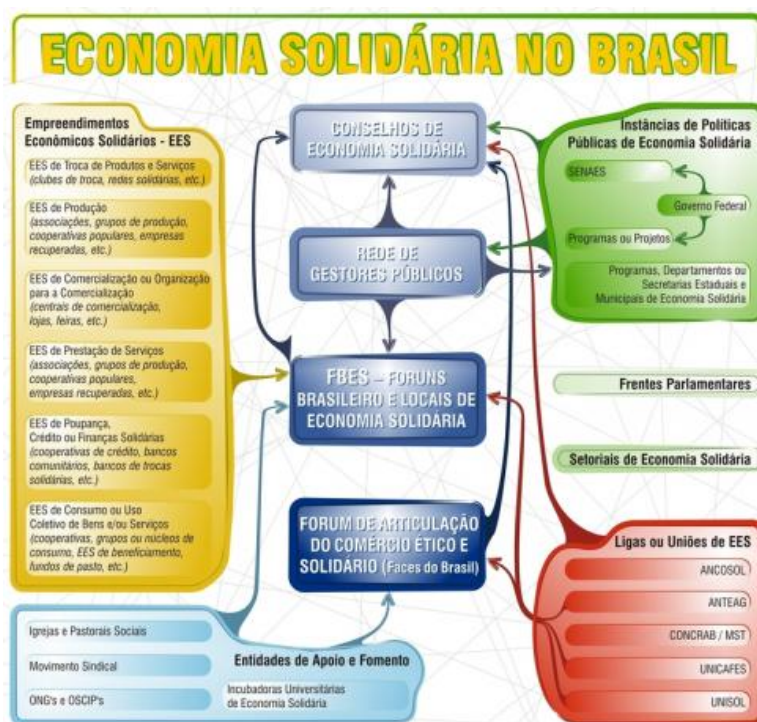 ECONOMIA SOLIDÁRIA NO BRASIL
Empreendimentos
Econômicos Solidários - EES
EES de Troca de Produtos e Serviços
(clubes de troca, redes solidárias, etc.)
EES de Produção
(associações, grupos de produção,
cooperativas populares, empresas
recuperadas, etc.)
EES de Comercialização ou Organização
para a Comercialização
(centrais de comercialização,
lojas, feiras, etc.)
EES de Prestação de Serviços
(associações, grupos de produção,
cooperativas populares,
empresas recuperadas, etc.)
EES de Poupança,
Crédito ou Finanças Solidárias
(cooperativas de crédito, bancos
comunitários, bancos de trocas
solidárias, etc.)
EES de Consumo ou Uso
Coletivo de Bens e/ou Serviços
(cooperativas, grupos ou núcleos de
consumo, EES de beneficiamento,
fundos de pasto, etc.)
CONSELHOS DE
ECONOMIA SOLIDÁRIA
REDE DE
GESTORES PÚBLICOS
FBES – FORUNS
BRASILEIRO E LOCAIS DE
ECONOMIA SOLIDÁRIA
FORUM DE ARTICULAÇÃO
DO COMÉRCIO ÉTICO E
SOLIDÁRIO (Faces do Brasil)
Instâncias de Políticas
Públicas de Economia Solidária
SENAES
Governo Federal
Programas ou Projetos
Programas, Departamentos ou
Secretarias Estaduais e
Municipais de Economia Solidária
Frentes Parlamentares
Setoriais de Economia Solidária
Ligas ou Uniões de EES
ANCOSOL
ANTEAG
CONCRAB / MST
UNICAFES
UNISOL
Igrejas e Pastorais Sociais
Movimento Sindical
ONG's e OSCIP's
Entidades de Apoio e Fomento
Incubadoras Universitárias
de Economia Solidária